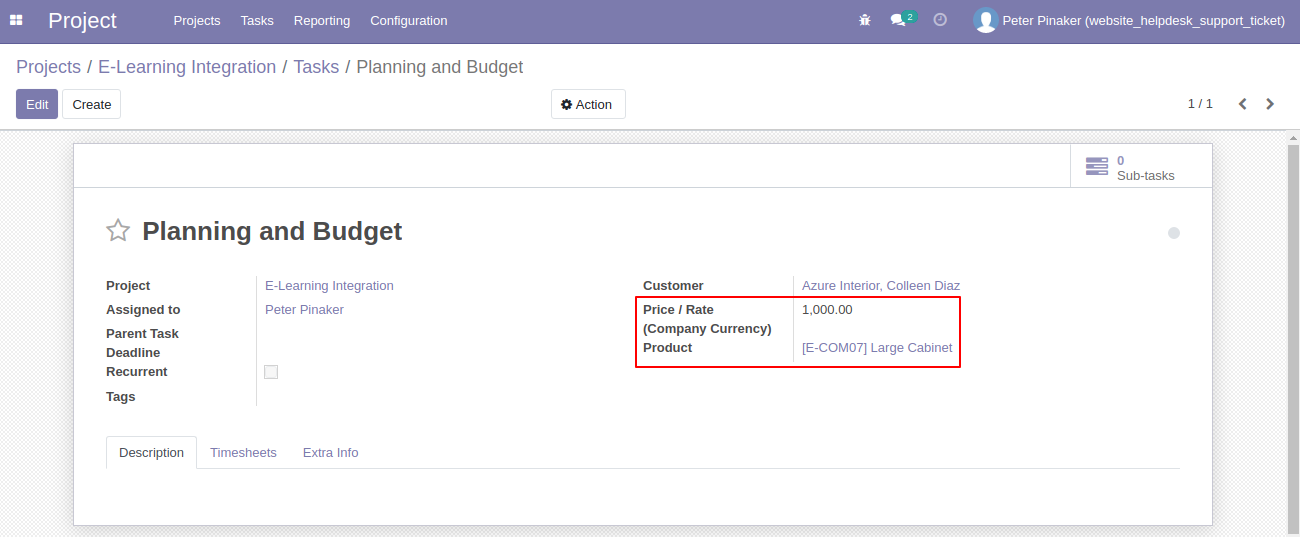 Project Projects Tasks Reporting Configuration 2 Peter Pinaker (website_helpdesk_support_ticket)
Projects / E-Learning Integration / Tasks / Planning and Budget
Edit Create Action 1 / 1
0
Sub-tasks
Planning and Budget
Project E-Learning Integration
Assigned to Peter Pinaker
Parent Task
Deadline
Recurrent
Tags
Customer Azure Interior, Colleen Diaz
Price / Rate 1,000.00
(Company Currency)
Product [E-COM07] Large Cabinet
Description Timesheets Extra Info